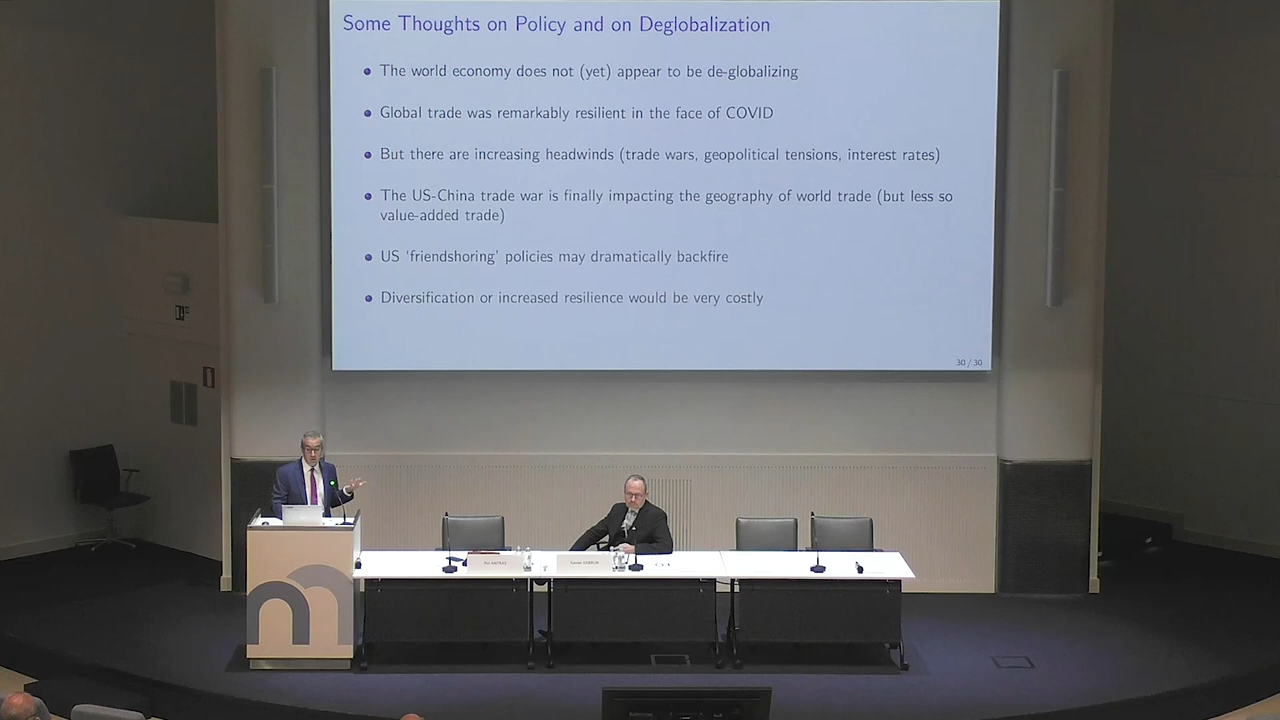 Some Thoughts on Policy and on Deglobalization
The world economy does not (yet) appear to be de-globalizing
Global trade was remarkably resilient in the face of COVID
But there are increasing headwinds (trade wars, geopolitical tensions, interest rates)
The US-China trade war is finally impacting the geography of world trade (but less so
value-added trade)
US ‘friendshoring’ policies may dramatically backfire
Diversification or increased resilience would be very costly
30 / 30
Pol ANTRAS